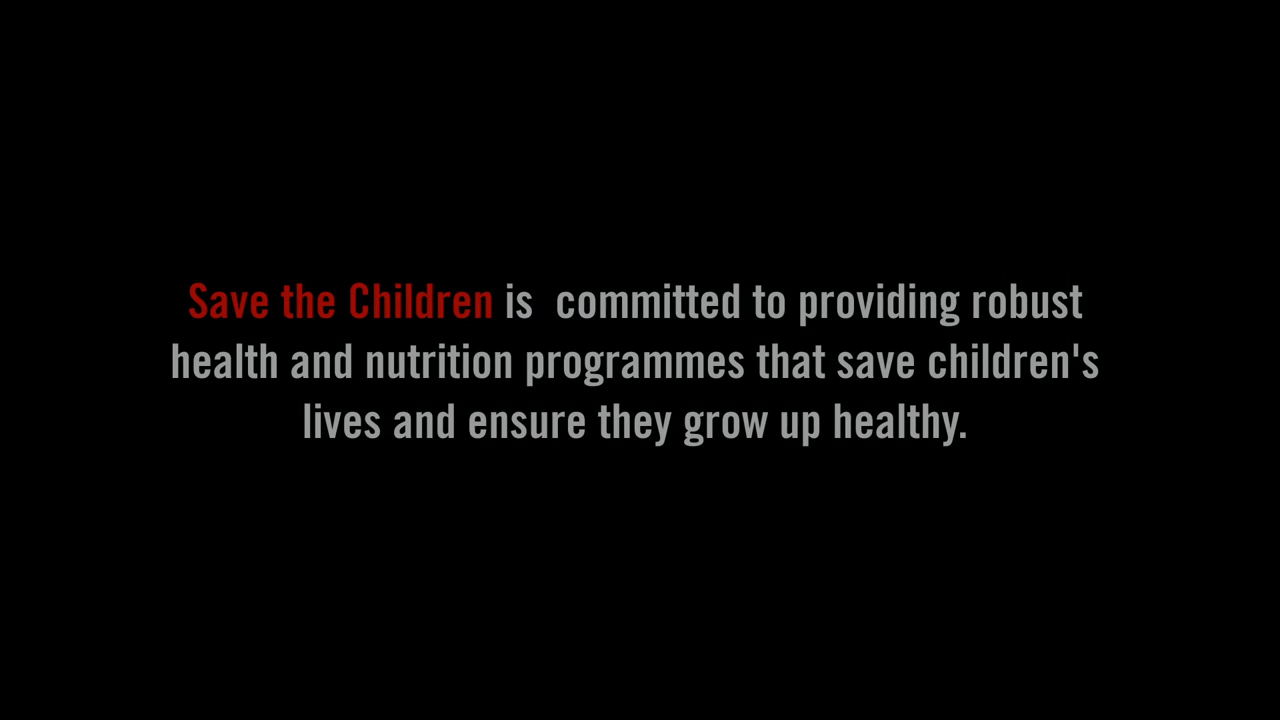 Save the Children is  committed to providing robust
health and nutrition programmes that save children's
lives and ensure they grow up healthy.